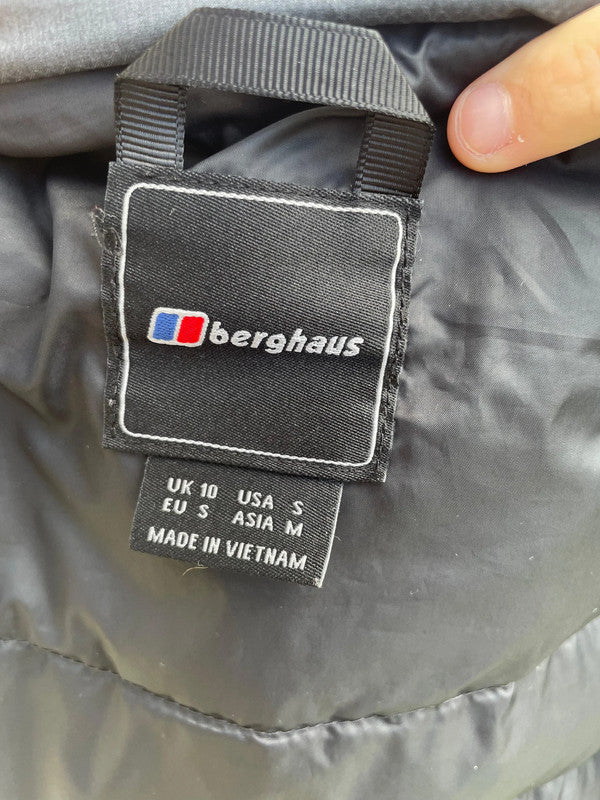 berghaus
UK 10 USA S
EU S ASIA M
MADE IN VIETNAM